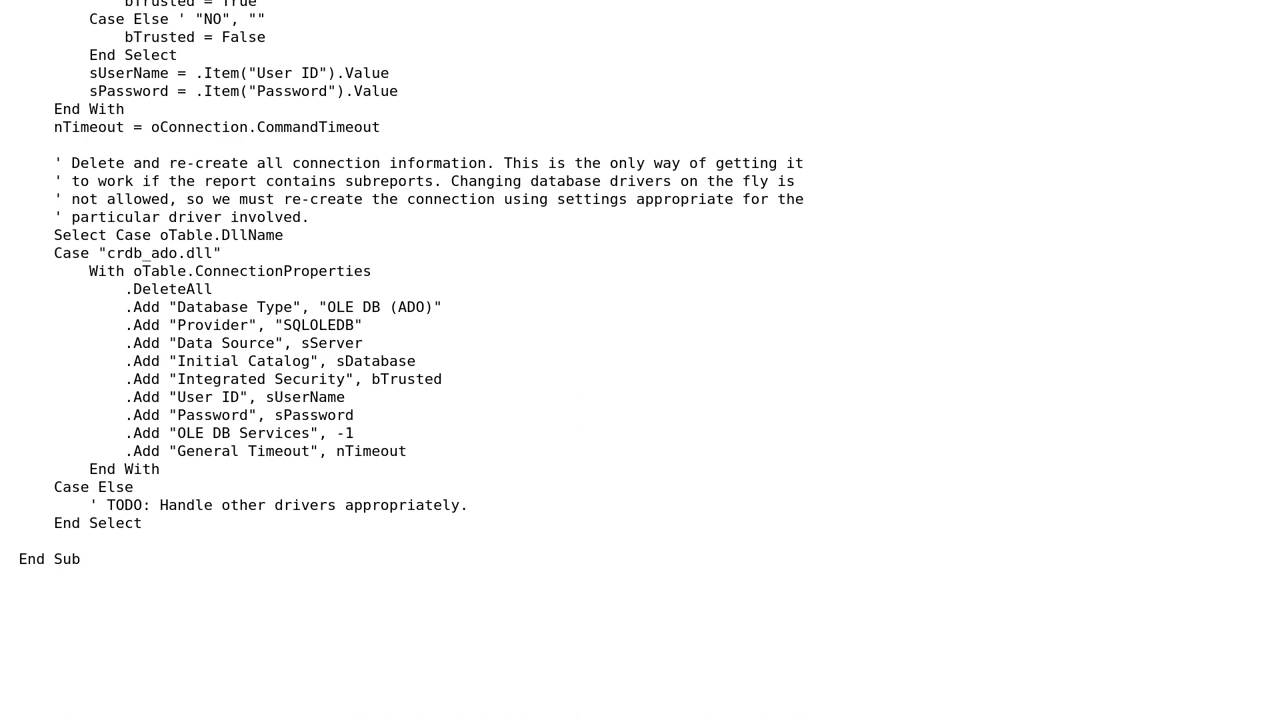 bTrusted = True
Case Else ' "NO", ""
bTrusted = False
End Select
sUserName = .Item("User ID").Value
sPassword = .Item("Password").Value
End With
nTimeout = oConnection.CommandTimeout
' Delete and re-create all connection information. This is the only way of getting it
' to work if the report contains subreports. Changing database drivers on the fly is
' not allowed, so we must re-create the connection using settings appropriate for the
' particular driver involved.
Select Case oTable.DllName
Case "crdb_ado.dll"
With oTable.ConnectionProperties
.DeleteAll
.Add "Database Type", "OLE DB (ADO)"
.Add "Provider", "SQLOLEDB"
.Add "Data Source", sServer
.Add "Initial Catalog", sDatabase
.Add "Integrated Security", bTrusted
.Add "User ID", sUserName
.Add "Password", sPassword
.Add "OLE DB Services", -1
.Add "General Timeout", nTimeout
End With
Case Else
' TODO: Handle other drivers appropriately.
End Select
End Sub